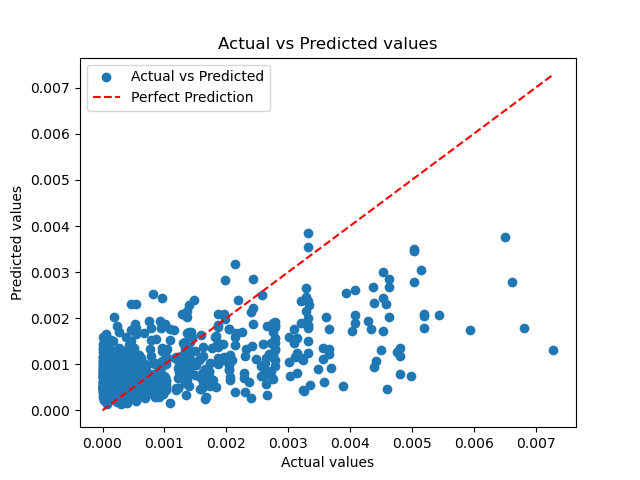 Actual vs Predicted values
Actual vs Predicted
Perfect Prediction
0.007
0.006
0.005
0.004
0.003
0.002
0.001
0.000
Predicted values
0.000 0.001 0.002 0.003 0.004 0.005 0.006 0.007
Actual values